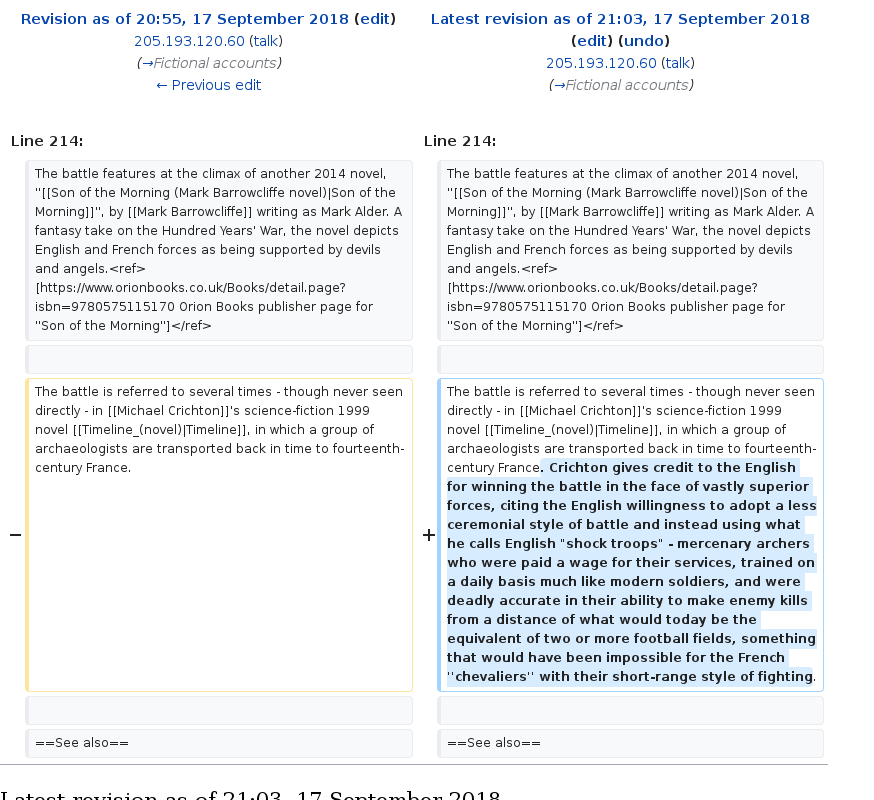 Revision as of 20:55, 17 September 2018 (edit)
205.193.120.60 (talk)
(→Fictional accounts)
← Previous edit
Latest revision as of 21:03, 17 September 2018
(edit) (undo)
205.193.120.60 (talk)
(→Fictional accounts)
Line 214:
Line 214:
The battle features at the climax of another 2014 novel,
''[[Son of the Morning (Mark Barrowcliffe novel)|Son of the
Morning]]'', by [[Mark Barrowcliffe]] writing as Mark Alder. A
fantasy take on the Hundred Years' War, the novel depicts
English and French forces as being supported by devils
and angels.<ref>
[https://www.orionbooks.co.uk/Books/detail.page?
isbn=9780575115170 Orion Books publisher page for
''Son of the Morning'']</ref>
The battle features at the climax of another 2014 novel,
''[[Son of the Morning (Mark Barrowcliffe novel)|Son of the
Morning]]'', by [[Mark Barrowcliffe]] writing as Mark Alder. A
fantasy take on the Hundred Years' War, the novel depicts
English and French forces as being supported by devils
and angels.<ref>
[https://www.orionbooks.co.uk/Books/detail.page?
isbn=9780575115170 Orion Books publisher page for
''Son of the Morning'']</ref>
−
The battle is referred to several times - though never seen
directly - in [[Michael Crichton]]'s science-fiction 1999
novel [[Timeline_(novel)|Timeline]], in which a group of
archaeologists are transported back in time to fourteenth-
century France.
+
The battle is referred to several times - though never seen
directly - in [[Michael Crichton]]'s science-fiction 1999
novel [[Timeline_(novel)|Timeline]], in which a group of
archaeologists are transported back in time to fourteenth-
century France. Crichton gives credit to the English
for winning the battle in the face of vastly superior
forces, citing the English willingness to adopt a less
ceremonial style of battle and instead using what
he calls English "shock troops" - mercenary archers
who were paid a wage for their services, trained on
a daily basis much like modern soldiers, and were
deadly accurate in their ability to make enemy kills
from a distance of what would today be the
equivalent of two or more football fields, something
that would have been impossible for the French
''chevaliers'' with their short-range style of fighting.
==See also==
==See also==
Latest revision as of 21:03, 17 September 2018